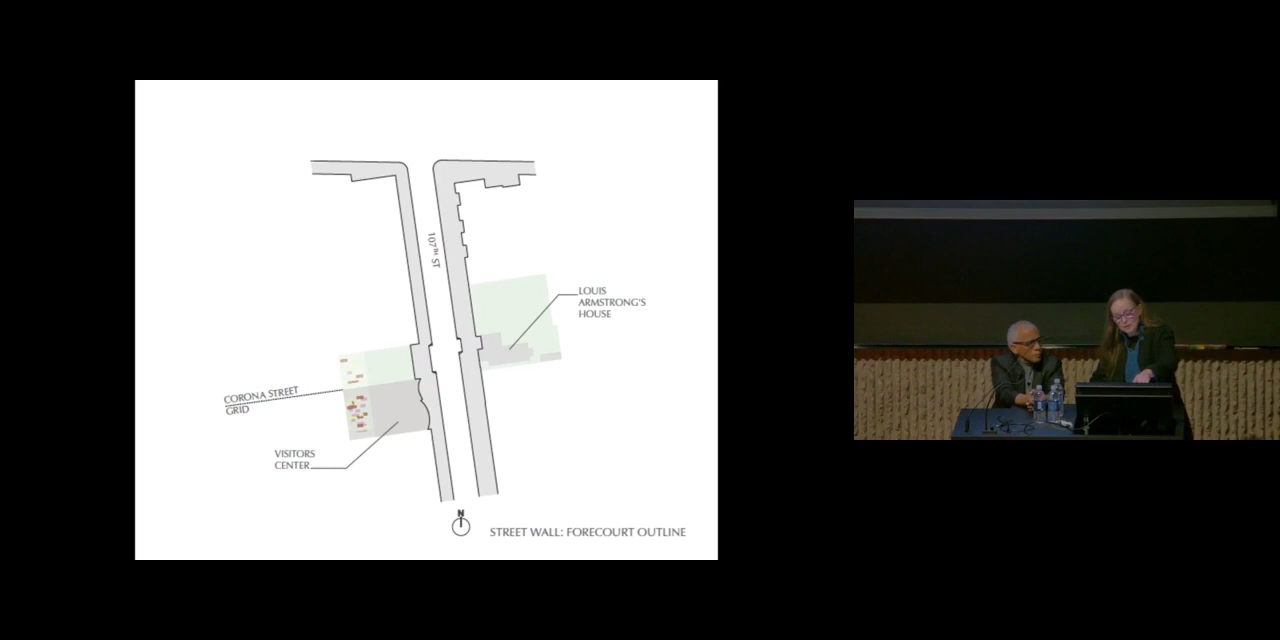 107TH ST
LOUIS
ARMSTRONG'S
HOUSE
CORONA STREET
GRID
VISITORS
CENTER
N
STREET WALL: FORECOURT OUTLINE